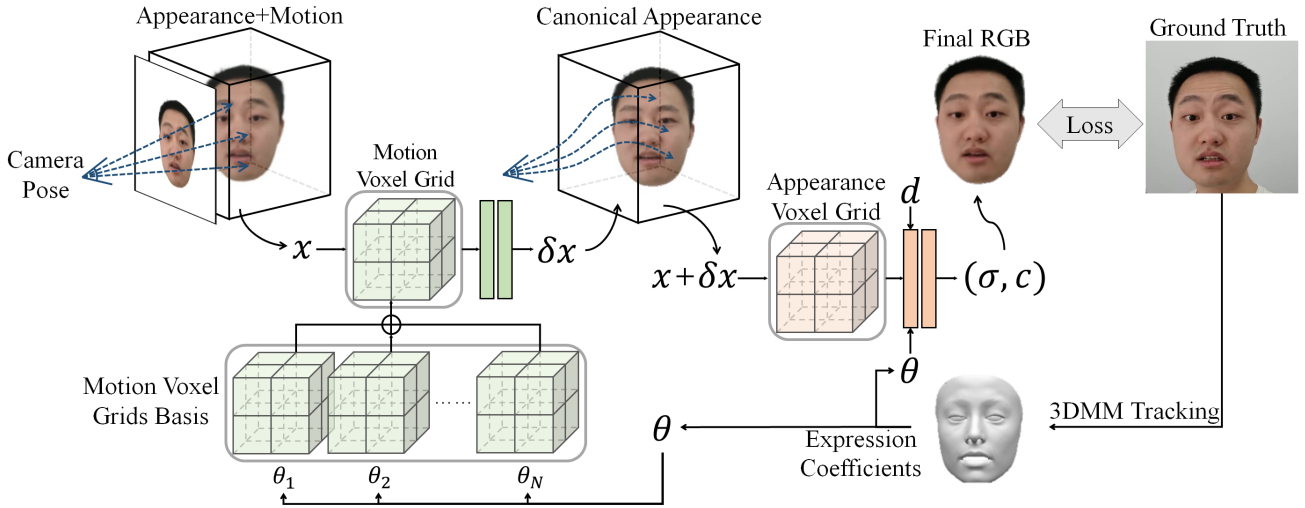 Appearance+Motion
Canonical Appearance
Final RGB
Ground Truth
Loss
Camera
Pose
Motion
Voxel Grid
Appearance
Voxel Grid
d
x
δx
x+δx
(σ, c)
θ
Motion Voxel
Grids Basis
......
θ
Expression
Coefficients
3DMM Tracking
θ₁
θ₂
θ_N